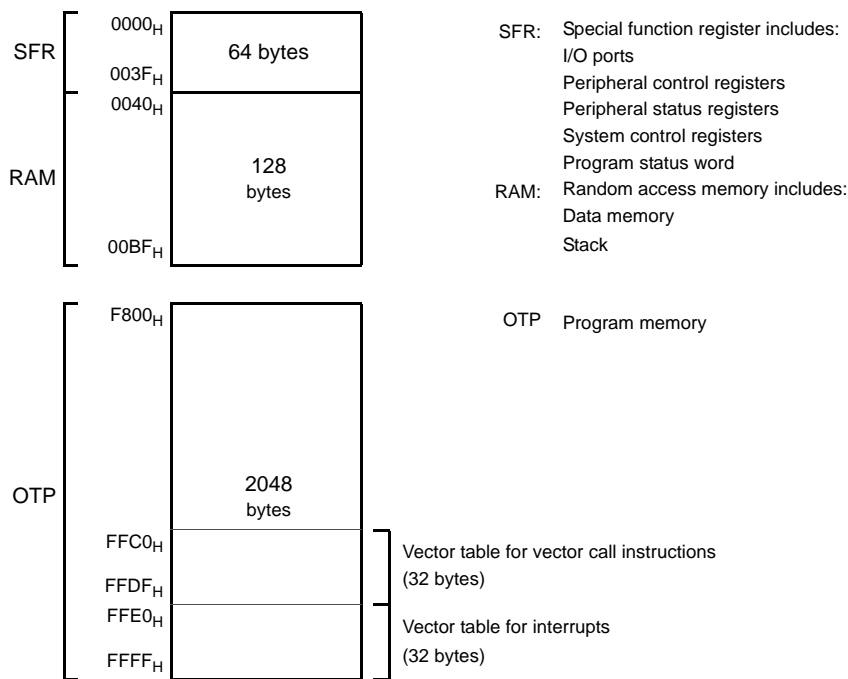 SFR
0000H
003FH
64 bytes
RAM
0040H
00BFH
128
bytes
SFR: Special function register includes:
I/O ports
Peripheral control registers
Peripheral status registers
System control registers
Program status word
RAM: Random access memory includes:
Data memory
Stack
OTP
F800H
2048
bytes
FFC0H
FFDFH
FFE0H
FFFFH
Vector table for vector call instructions
(32 bytes)
Vector table for interrupts
(32 bytes)
OTP Program memory